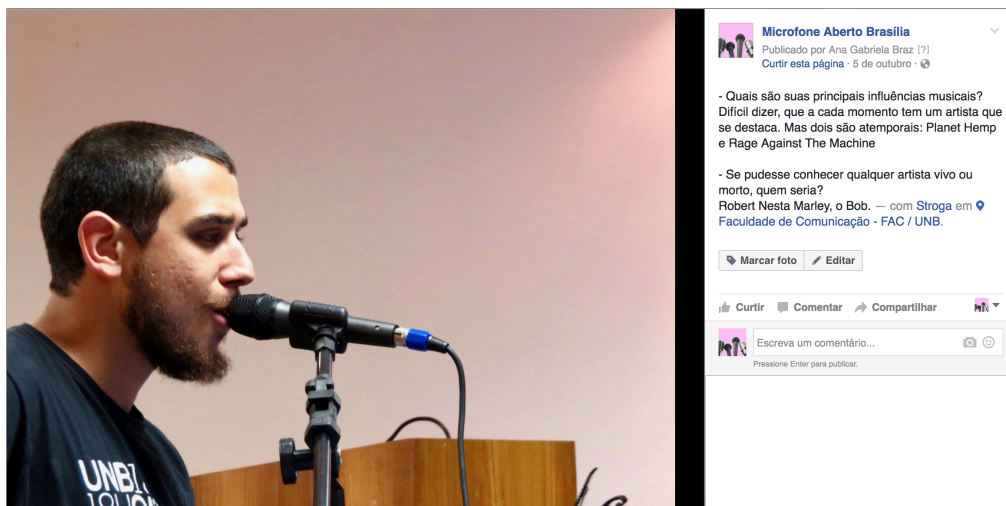 Microfone Aberto Brasília
Publicado por Ana Gabriela Braz [?]
Curtir esta página · 5 de outubro ·
- Quais são suas principais influências musicais?
Difícil dizer, que a cada momento tem um artista que
se destaca. Mas dois são atemporais: Planet Hemp
e Rage Against The Machine
- Se pudesse conhecer qualquer artista vivo ou
morto, quem seria?
Robert Nesta Marley, o Bob. — com Stroga em
Faculdade de Comunicação - FAC / UNB.
Marcar foto Editar
Curtir Comentar Compartilhar
Escreva um comentário...
Pressione Enter para publicar.